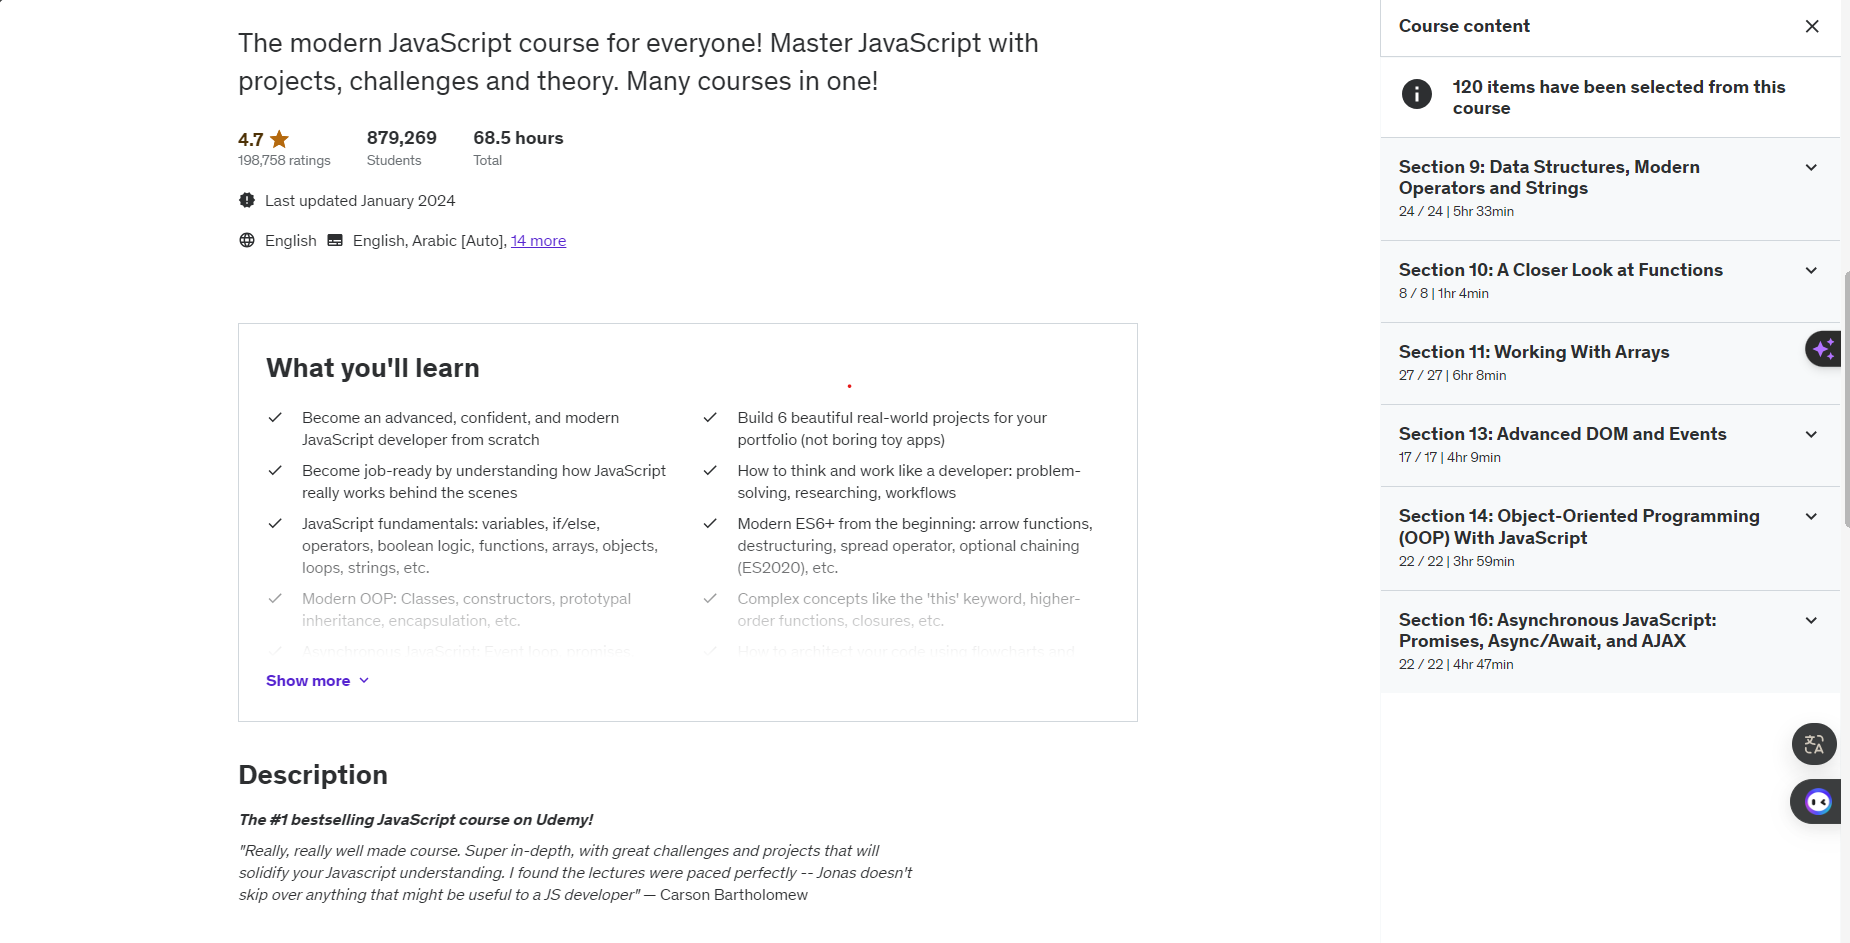 The modern JavaScript course for everyone! Master JavaScript with
projects, challenges and theory. Many courses in one!
4.7
198,758 ratings
879,269
Students
68.5 hours
Total
Last updated January 2024
English
English, Arabic [Auto], 14 more
What you'll learn
Become an advanced, confident, and modern
JavaScript developer from scratch
Become job-ready by understanding how JavaScript
really works behind the scenes
JavaScript fundamentals: variables, if/else,
operators, boolean logic, functions, arrays, objects,
loops, strings, etc.
Modern OOP: Classes, constructors, prototypal
inheritance, encapsulation, etc.
Asynchronous JavaScript: Event loop, promises,
Build 6 beautiful real-world projects for your
portfolio (not boring toy apps)
How to think and work like a developer: problem-
solving, researching, workflows
Modern ES6+ from the beginning: arrow functions,
destructuring, spread operator, optional chaining
(ES2020), etc.
Complex concepts like the 'this' keyword, higher-
order functions, closures, etc.
How to architect your code using flowcharts and
Show more
Description
The #1 bestselling JavaScript course on Udemy!
"Really, really well made course. Super in-depth, with great challenges and projects that will
solidify your Javascript understanding. I found the lectures were paced perfectly -- Jonas doesn't
skip over anything that might be useful to a JS developer" — Carson Bartholomew
Course content
120 items have been selected from this
course
Section 9: Data Structures, Modern
Operators and Strings
24 / 24 | 5hr 33min
Section 10: A Closer Look at Functions
8 / 8 | 1hr 4min
Section 11: Working With Arrays
27 / 27 | 6hr 8min
Section 13: Advanced DOM and Events
17 / 17 | 4hr 9min
Section 14: Object-Oriented Programming
(OOP) With JavaScript
22 / 22 | 3hr 59min
Section 16: Asynchronous JavaScript:
Promises, Async/Await, and AJAX
22 / 22 | 4hr 47min